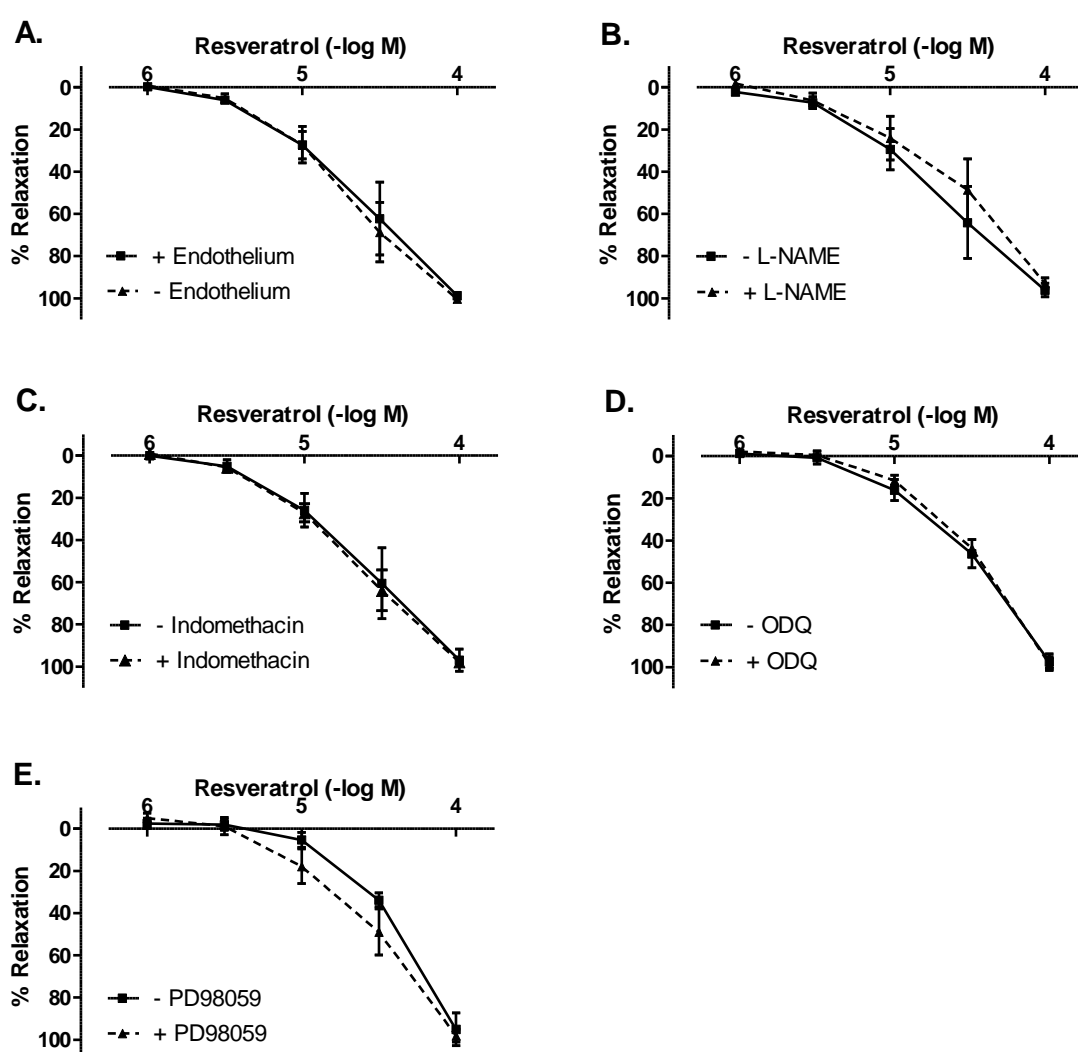 A.
Resveratrol (-log M)
6 5 4
0
20
40
60
80
100
% Relaxation
+ Endothelium
- Endothelium
B.
Resveratrol (-log M)
6 5 4
0
20
40
60
80
100
% Relaxation
- L-NAME
+ L-NAME
C.
Resveratrol (-log M)
6 5 4
0
20
40
60
80
100
% Relaxation
- Indomethacin
+ Indomethacin
D.
Resveratrol (-log M)
6 5 4
0
20
40
60
80
100
% Relaxation
- ODQ
+ ODQ
E.
Resveratrol (-log M)
6 5 4
0
20
40
60
80
100
% Relaxation
- PD98059
+ PD98059